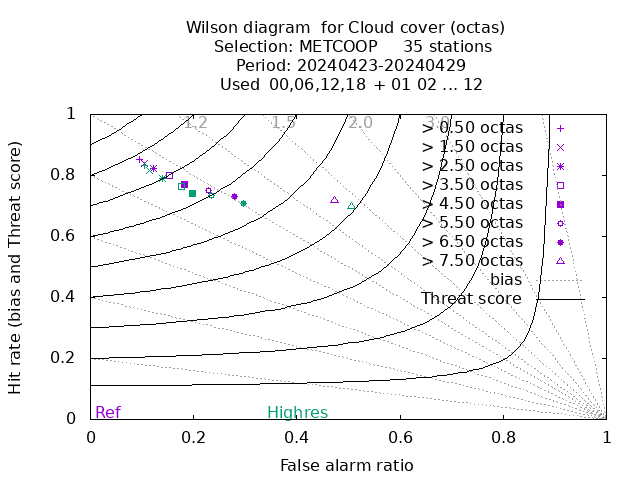 Wilson diagram  for Cloud cover (octas)
Selection: METCOOP     35 stations
Period: 20240423-20240429
Used  00,06,12,18  + 01 02 ... 12
1.2 1.5 2.0 3.0
> 0.50 octas
> 1.50 octas
> 2.50 octas
> 3.50 octas
> 4.50 octas
> 5.50 octas
> 6.50 octas
> 7.50 octas
bias
Threat score
Hit rate (bias and Threat score)
1
0.8
0.6
0.4
0.2
0
Ref Highres
0 0.2 0.4 0.6 0.8 1
False alarm ratio